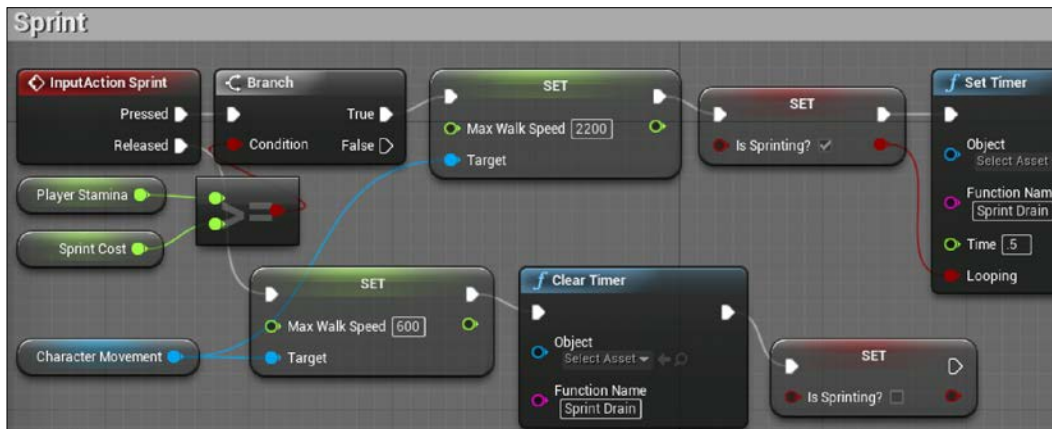 Sprint
InputAction Sprint
Pressed
Released
Branch
True
Condition
False
SET
Max Walk Speed 2200
Target
SET
Is Sprinting?
Set Timer
Object
Select Asset
Function Name
Sprint Drain
Time .5
Looping
Player Stamina
>=
Sprint Cost
SET
Max Walk Speed 600
Target
Character Movement
Clear Timer
Object
Select Asset
Function Name
Sprint Drain
SET
Is Sprinting?